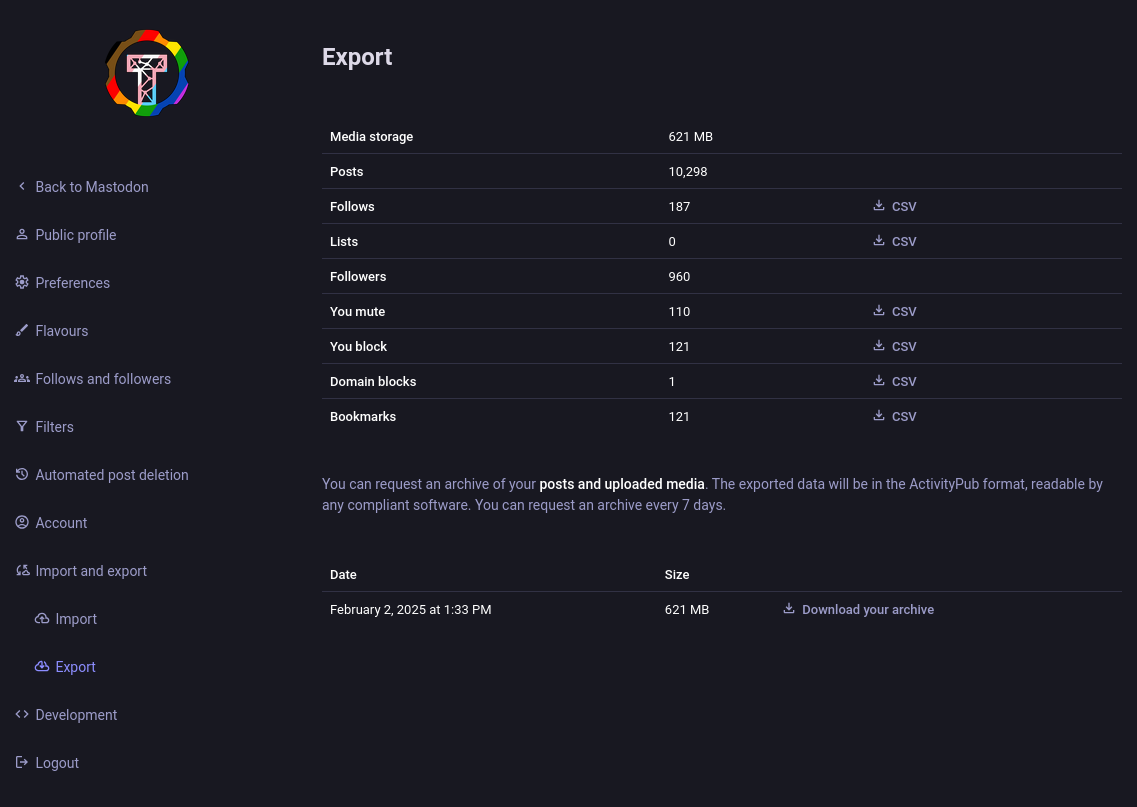 Export
Back to Mastodon
Public profile
Preferences
Flavours
Follows and followers
Filters
Automated post deletion
Account
Import and export
Import
Export
Development
Logout
Media storage 621 MB
Posts 10,298
Follows 187 CSV
Lists 0 CSV
Followers 960
You mute 110 CSV
You block 121 CSV
Domain blocks 1 CSV
Bookmarks 121 CSV
You can request an archive of your posts and uploaded media. The exported data will be in the ActivityPub format, readable by
any compliant software. You can request an archive every 7 days.
Date Size
February 2, 2025 at 1:33 PM 621 MB Download your archive